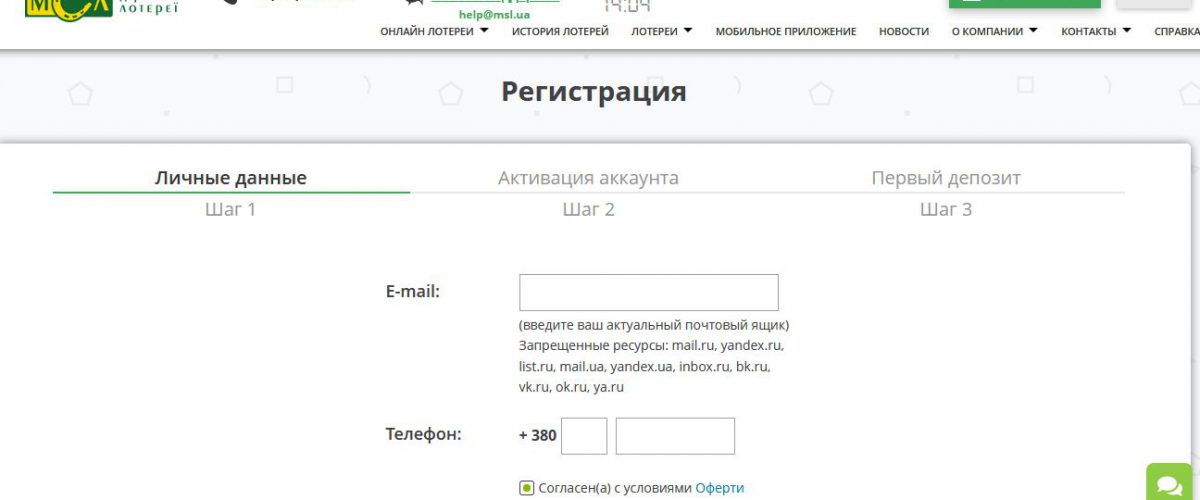 МСЛ
лотереї
help@msl.ua
14:04
ОНЛАЙН ЛОТЕРЕИ
ИСТОРИЯ ЛОТЕРЕЙ
ЛОТЕРЕИ
МОБИЛЬНОЕ ПРИЛОЖЕНИЕ
НОВОСТИ
О КОМПАНИИ
КОНТАКТЫ
СПРАВКА
Регистрация
Личные данные
Активация аккаунта
Первый депозит
Шаг 1
Шаг 2
Шаг 3
E-mail:
(введите ваш актуальный почтовый ящик)
Запрещенные ресурсы: mail.ru, yandex.ru,
list.ru, mail.ua, yandex.ua, inbox.ru, bk.ru,
vk.ru, ok.ru, ya.ru
Телефон:
+ 380
Согласен(а) с условиями Оферти